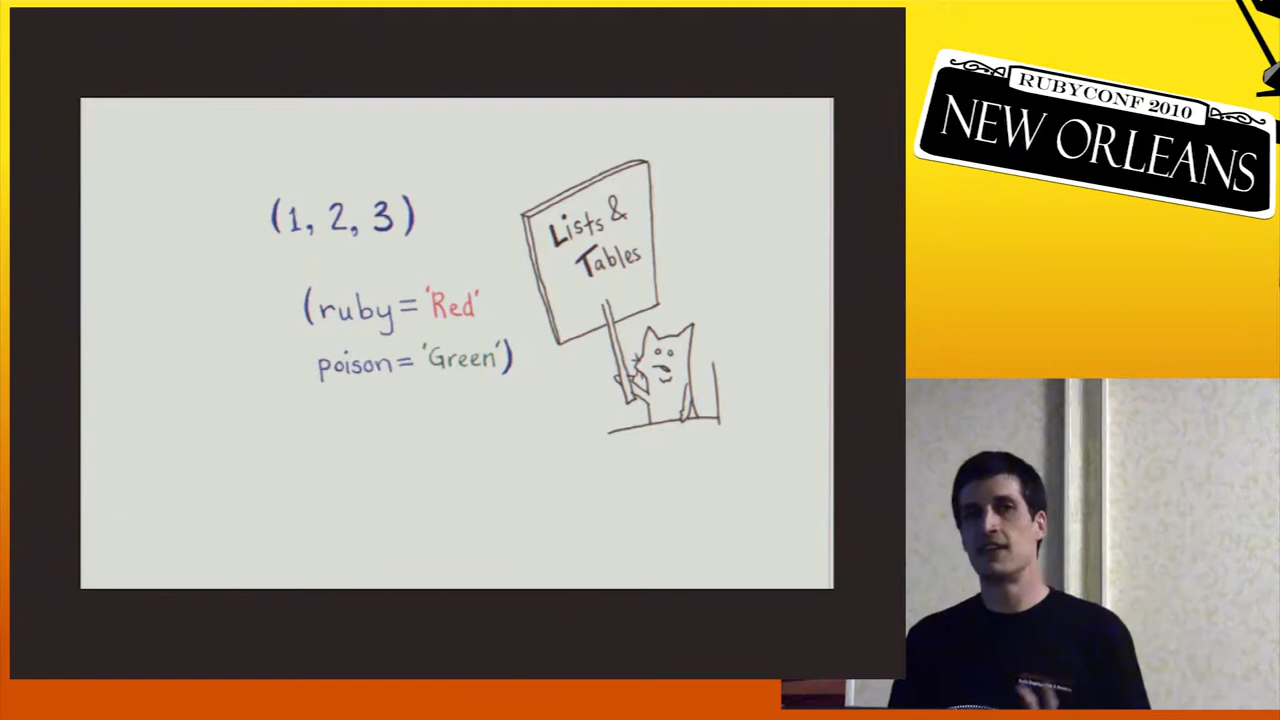 RUBYCONF 2010
NEW ORLEANS
(1, 2, 3)
(ruby = 'Red'
poison = 'Green')
Lists &
Tables